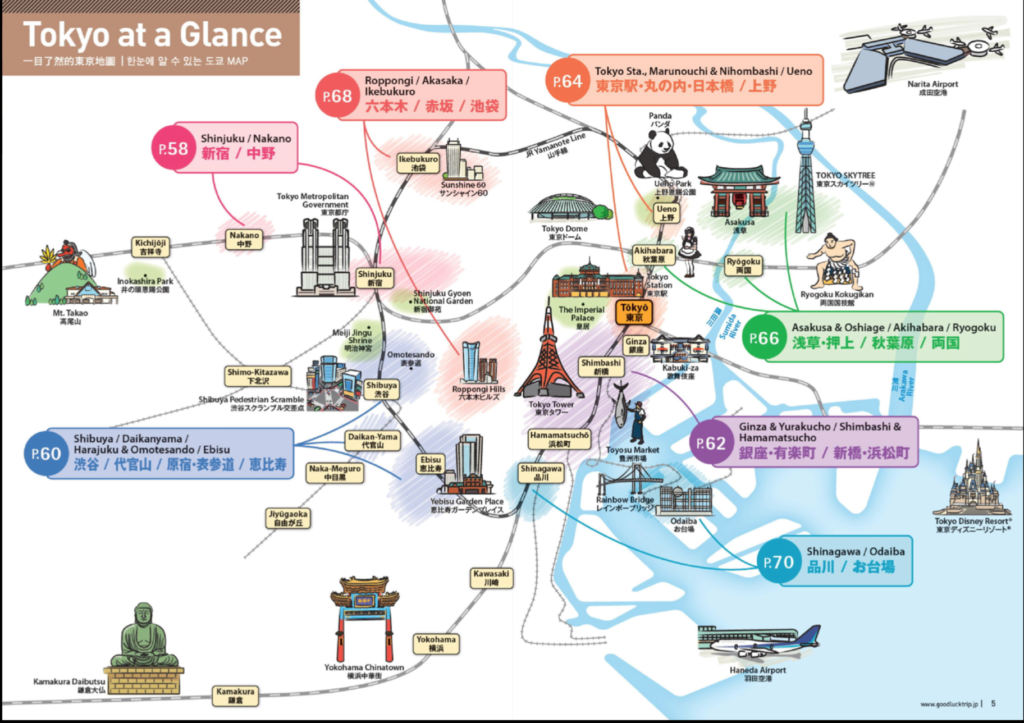 Tokyo at a Glance
一目了然的東京地圖 | 한눈에 알 수 있는 도쿄 MAP
P.68
Roppongi / Akasaka /
Ikebukuro
六本木 / 赤坂 / 池袋
P.64
Tokyo Sta., Marunouchi & Nihombashi / Ueno
東京駅・丸の内・日本橋 / 上野
Narita Airport
成田空港
P.58
Shinjuku / Nakano
新宿 / 中野
Ikebukuro
池袋
Sunshine 60
サンシャイン60
JR Yamanote Line
山手線
Panda
パンダ
Ueno Park
上野恩賜公園
TOKYO SKYTREE
東京スカイツリー®
Tokyo Metropolitan
Government
東京都庁
Ueno
上野
Asakusa
浅草
Tokyo Dome
東京ドーム
Kichijōji
吉祥寺
Nakano
中野
Akihabara
秋葉原
Ryōgoku
両国
Ryogoku Kokugikan
両国国技館
Inokashira Park
井の頭恩賜公園
Mt. Takao
高尾山
Shinjuku
新宿
Shinjuku Gyoen
National Garden
新宿御苑
Tokyo
Station
東京駅
The Imperial
Palace
皇居
Tōkyō
東京
Sumida
River
隅田川
P.66
Asakusa & Oshiage / Akihabara / Ryogoku
浅草・押上 / 秋葉原 / 両国
Meiji Jingu
Shrine
明治神宮
Omotesando
表参道
Ginza
銀座
Kabuki-za
歌舞伎座
Shimbashi
新橋
Shimo-Kitazawa
下北沢
Shibuya
渋谷
Shibuya Pedestrian Scramble
渋谷スクランブル交差点
Roppongi Hills
六本木ヒルズ
Tokyo Tower
東京タワー
Arakawa
River
荒川
P.60
Shibuya / Daikanyama /
Harajuku & Omotesando / Ebisu
渋谷 / 代官山 / 原宿・表参道 / 恵比寿
Daikan-Yama
代官山
Hamamatsuchō
浜松町
P.62
Ginza & Yurakucho / Shimbashi &
Hamamatsucho
銀座・有楽町 / 新橋・浜松町
Toyosu Market
豊洲市場
Naka-Meguro
中目黒
Ebisu
恵比寿
Shinagawa
品川
Yebisu Garden Place
恵比寿ガーデンプレイス
Rainbow Bridge
レインボーブリッジ
Odaiba
お台場
Tokyo Disney Resort®
東京ディズニーリゾート®
Jiyūgaoka
自由が丘
P.70
Shinagawa / Odaiba
品川 / お台場
Kawasaki
川崎
Yokohama
横浜
Yokohama Chinatown
横浜中華街
Haneda Airport
羽田空港
Kamakura Daibutsu
鎌倉大仏
Kamakura
鎌倉
www.goodlucktrip.jp | 5